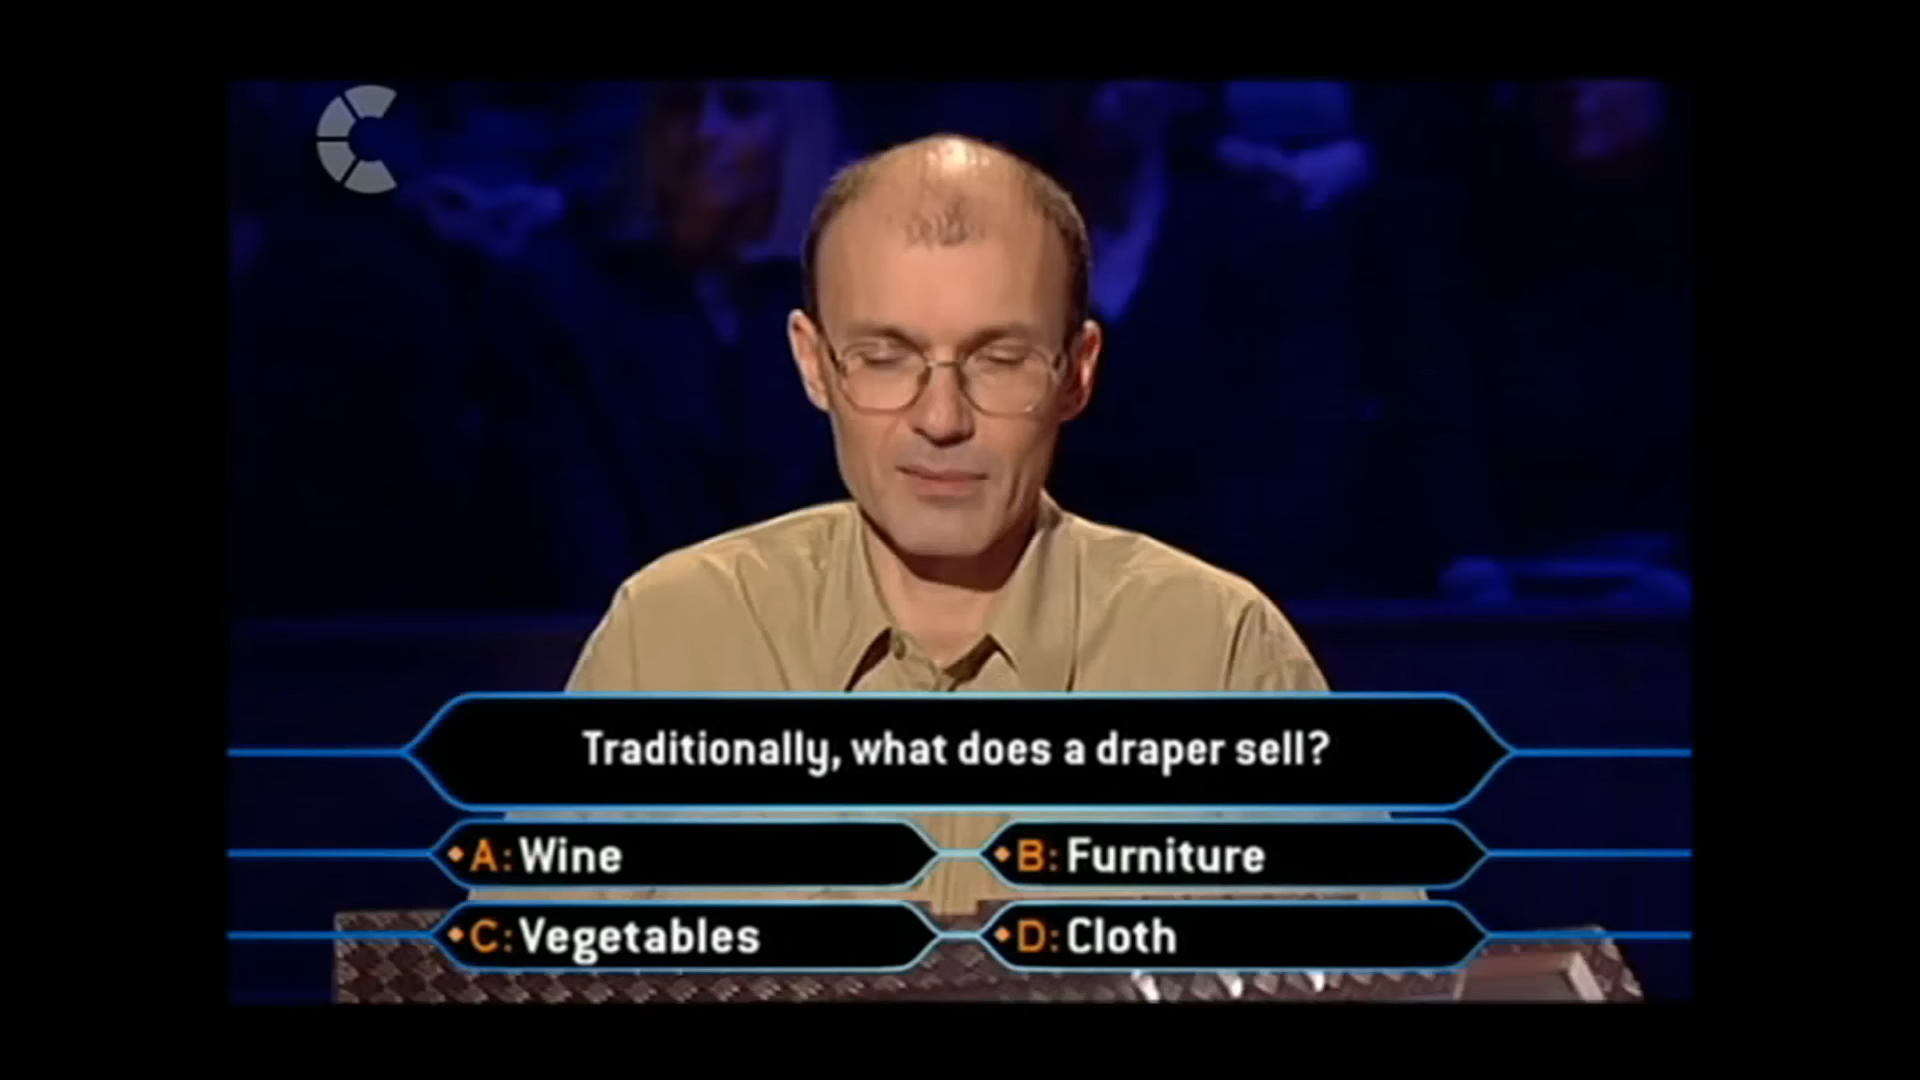 Traditionally, what does a draper sell?
A: Wine
B: Furniture
C: Vegetables
D: Cloth